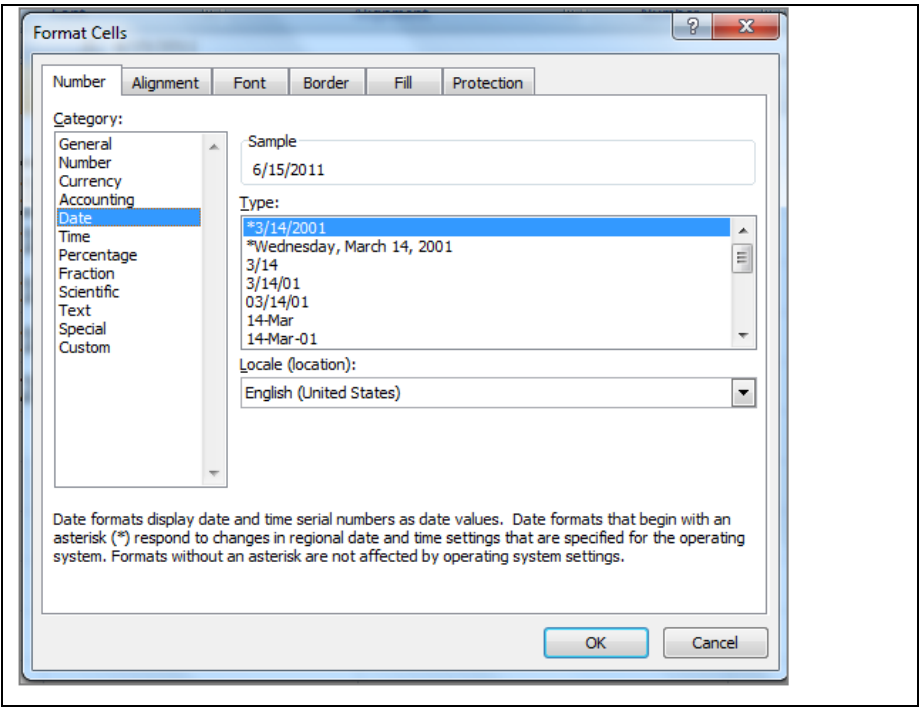 Format Cells
Number Alignment Font Border Fill Protection
Category:
General
Number
Currency
Accounting
Date
Time
Percentage
Fraction
Scientific
Text
Special
Custom
Sample
6/15/2011
Type:
*3/14/2001
*Wednesday, March 14, 2001
3/14
3/14/01
03/14/01
14-Mar
14-Mar-01
Locale (location):
English (United States)
Date formats display date and time serial numbers as date values. Date formats that begin with an
asterisk (*) respond to changes in regional date and time settings that are specified for the operating
system. Formats without an asterisk are not affected by operating system settings.
OK Cancel